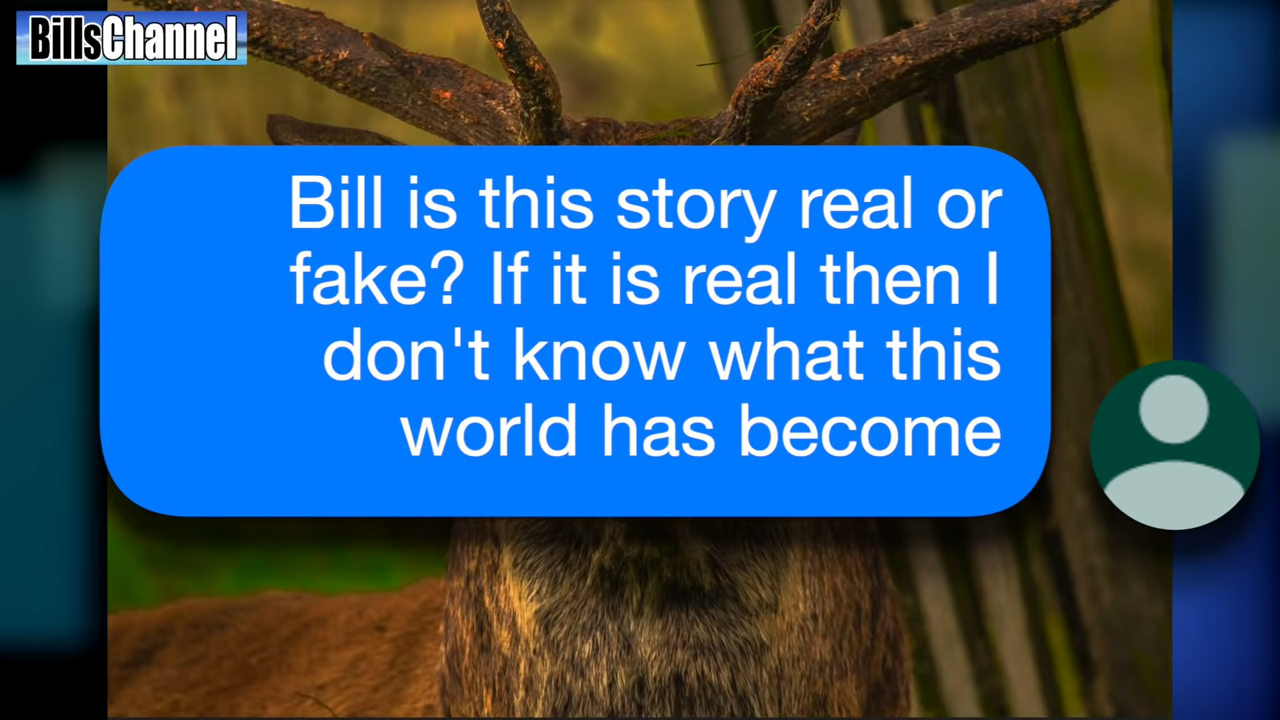 BillsChannel
Bill is this story real or
fake? If it is real then I
don't know what this
world has become